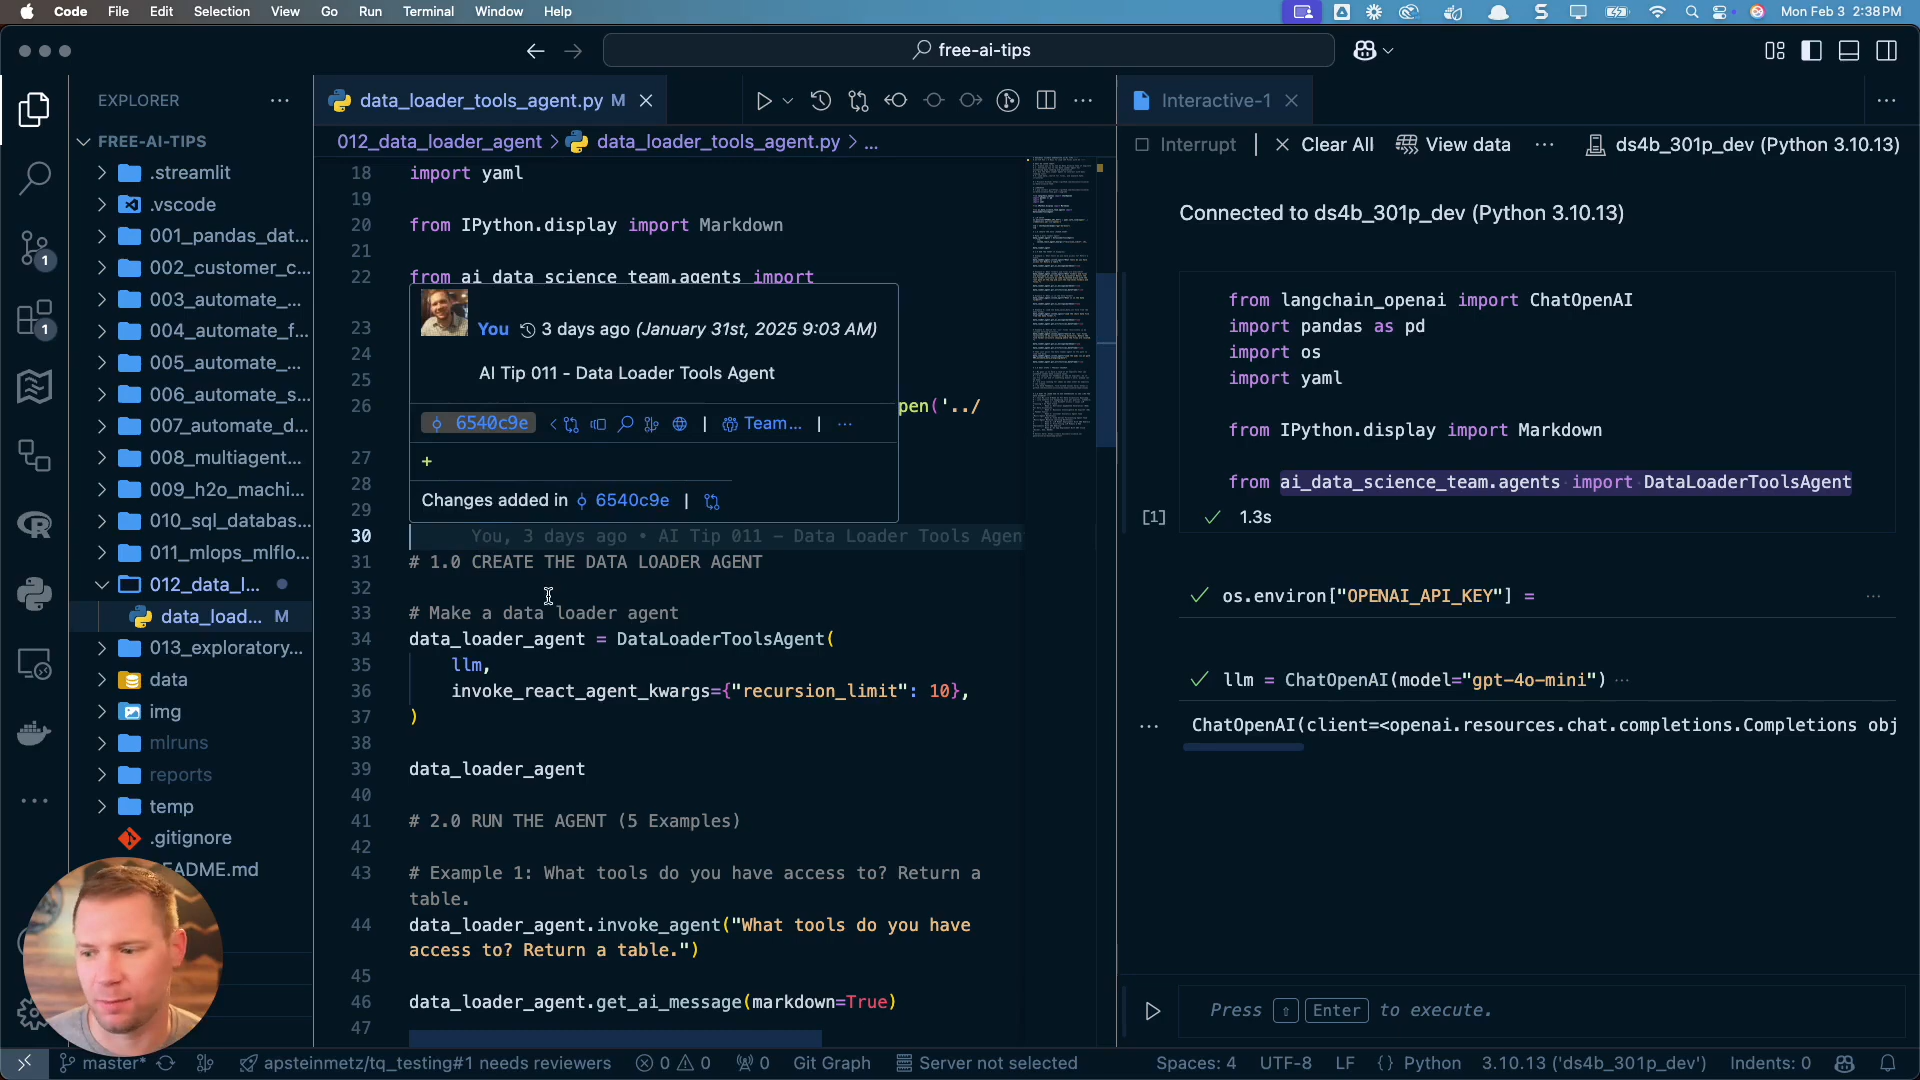 Code File Edit Selection View Go Run Terminal Window Help
Mon Feb 3 2:38 PM
free-ai-tips
EXPLORER
FREE-AI-TIPS
.streamlit
.vscode
001_pandas_dat...
002_customer_c...
003_automate_...
004_automate_f...
005_automate_...
006_automate_s...
007_automate_d...
008_multiagent...
009_h2o_machi...
010_sql_databas...
011_mlops_mlflo...
012_data_l...
data_load... M
013_exploratory...
data
img
mlruns
reports
temp
.gitignore
EADME.md
1
1
data_loader_tools_agent.py M
012_data_loader_agent > data_loader_tools_agent.py > ...
18 import yaml
19
20 from IPython.display import Markdown
21
22 from ai_data_science_team.agents import
23
24
25
26 pen('../
27
28
29
30 You, 3 days ago • AI Tip 011 – Data Loader Tools Agen
31 # 1.0 CREATE THE DATA LOADER AGENT
32
33 # Make a data loader agent
34 data_loader_agent = DataLoaderToolsAgent(
35 llm,
36 invoke_react_agent_kwargs={"recursion_limit": 10},
37 )
38
39 data_loader_agent
40
41 # 2.0 RUN THE AGENT (5 Examples)
42
43 # Example 1: What tools do you have access to? Return a
table.
44 data_loader_agent.invoke_agent("What tools do you have
access to? Return a table.")
45
46 data_loader_agent.get_ai_message(markdown=True)
47
You 3 days ago (January 31st, 2025 9:03 AM)
AI Tip 011 - Data Loader Tools Agent
6540c9e | Team... | ...
+
Changes added in 6540c9e |
Interactive-1
Interrupt | Clear All View data ... ds4b_301p_dev (Python 3.10.13)
Connected to ds4b_301p_dev (Python 3.10.13)
from langchain_openai import ChatOpenAI
import pandas as pd
import os
import yaml
from IPython.display import Markdown
from ai_data_science_team.agents import DataLoaderToolsAgent
[1] ✓ 1.3s
✓ os.environ["OPENAI_API_KEY"] = ...
✓ llm = ChatOpenAI(model="gpt-4o-mini") ...
... ChatOpenAI(client=<openai.resources.chat.completions.Completions obj
Press ⇧ Enter to execute.
master* apsteinmetz/tq_testing#1 needs reviewers 0 0 0 Git Graph Server not selected Spaces: 4 UTF-8 LF {} Python 3.10.13 ('ds4b_301p_dev') Indents: 0